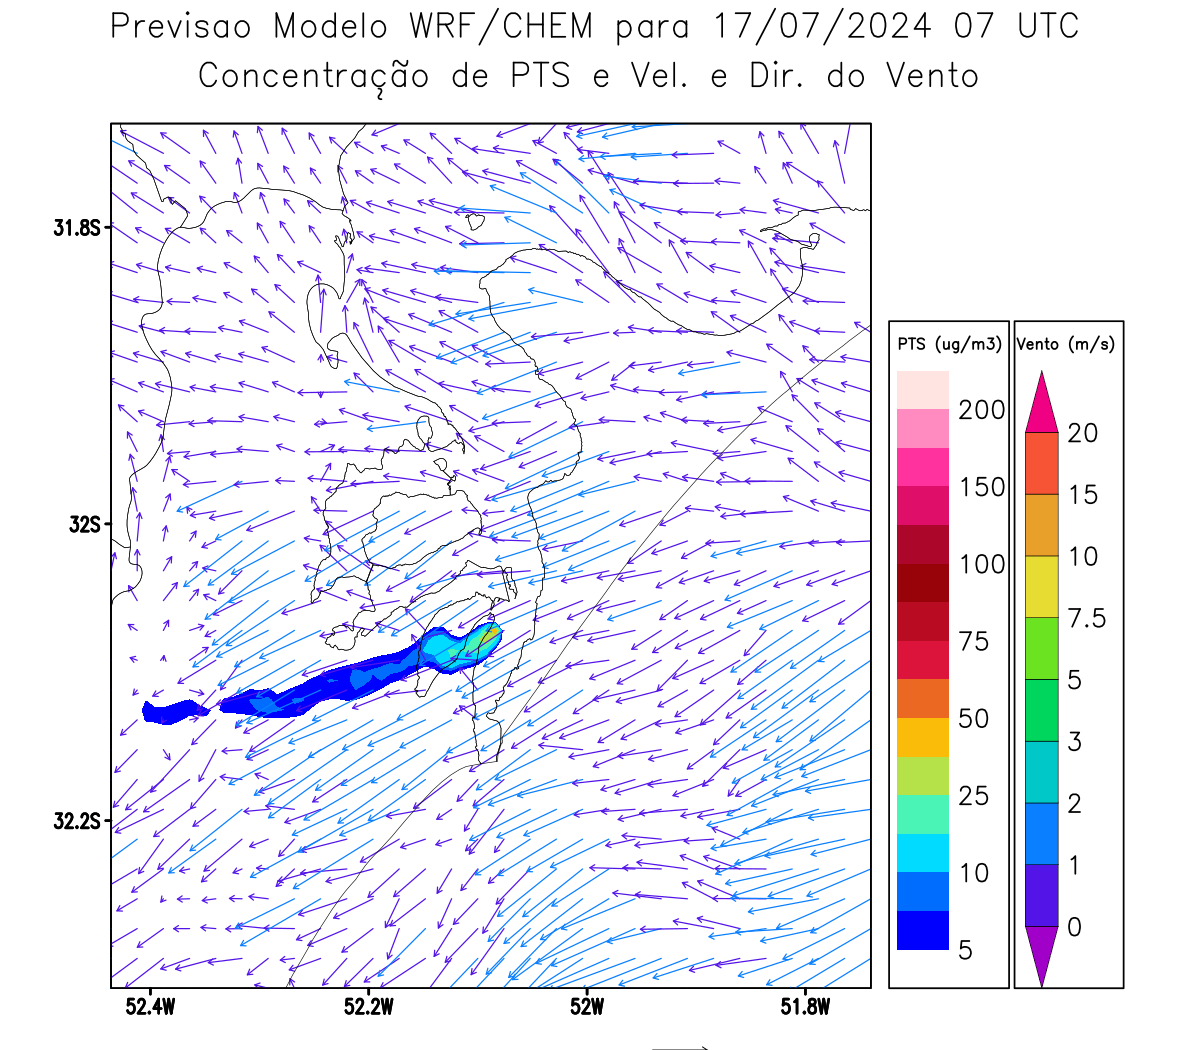 Previsao Modelo WRF/CHEM para 17/07/2024 07 UTC
Concentração de PTS e Vel. e Dir. do Vento
31.8S
32S
32.2S
52.4W
52.2W
52W
51.8W
PTS (ug/m3)
200
150
100
75
50
25
10
5
Vento (m/s)
20
15
10
7.5
5
3
2
1
0